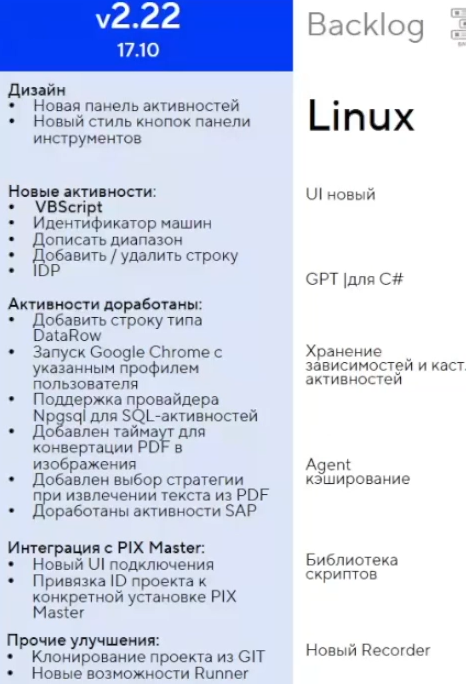 v2.22
17.10
Дизайн
• Новая панель активностей
• Новый стиль кнопок панели
инструментов
Новые активности:
• VBScript
• Идентификатор машин
• Дописать диапазон
• Добавить / удалить строку
• IDP
Активности доработаны:
• Добавить строку типа
DataRow
• Запуск Google Chrome с
указанным профилем
пользователя
• Поддержка провайдера
Npgsql для SQL-активностей
• Добавлен таймаут для
конвертации PDF в
изображения
• Добавлен выбор стратегии
при извлечении текста из PDF
• Доработаны активности SAP
Интеграция с PIX Master:
• Новый UI подключения
• Привязка ID проекта к
конкретной установке PIX
Master
Прочие улучшения:
• Клонирование проекта из GIT
• Новые возможности Runner
Backlog
Linux
UI новый
GPT |для C#
Хранение
зависимостей и каст.
активностей
Agent
кэширование
Библиотека
скриптов
Новый Recorder